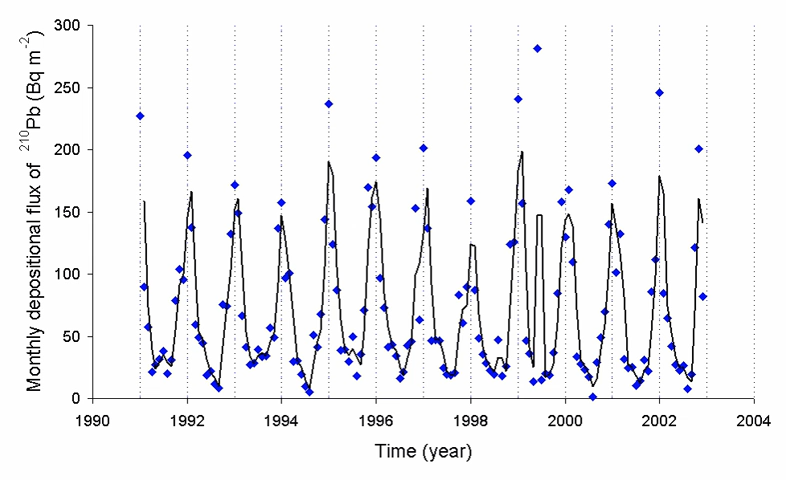 Monthly depositional flux of ²¹⁰Pb (Bq m⁻²)
300
250
200
150
100
50
0
1990 1992 1994 1996 1998 2000 2002 2004
Time (year)